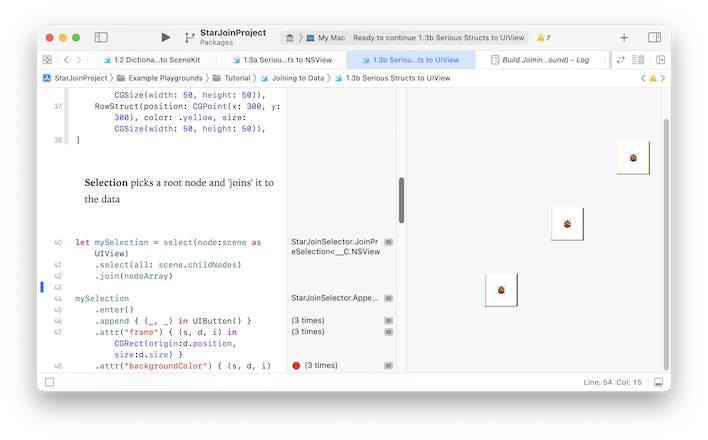 StarJoinProject
Packages
My Mac
Ready to continue 1.3b Serious Structs to UIView
7
1.2 Dictiona...to SceneKit
1.3a Seriou...ts to NSView
1.3b Seriou...ts to UIView
Build Joinin...ound) - Log
StarJoinProject
Example Playgrounds
Tutorial
Joining to Data
1.3b Serious Structs to UIView
CGSize(width: 50, height: 50)),
37 RowStruct(position: CGPoint(x: 300, y:
300), color: .yellow, size:
CGSize(width: 50, height: 50)),
38 ]
Selection picks a root node and 'joins' it to
the data
40 let mySelection = select(node:scene as
UIView)
StarJoinSelector.JoinPr
eSelection<__C.NSView
41 .select(all: scene.childNodes)
42 .join(nodeArray)
43
44 mySelection
StarJoinSelector.Appe...
45 .enter()
46 .append { (_, _) in UIButton() }
(3 times)
47 .attr("frame") { (s, d, i) in
(3 times)
CGRect(origin:d.position,
size:d.size) }
48 .attr("backgroundColor") { (s, d, i)
(3 times)
Line: 54 Col: 15